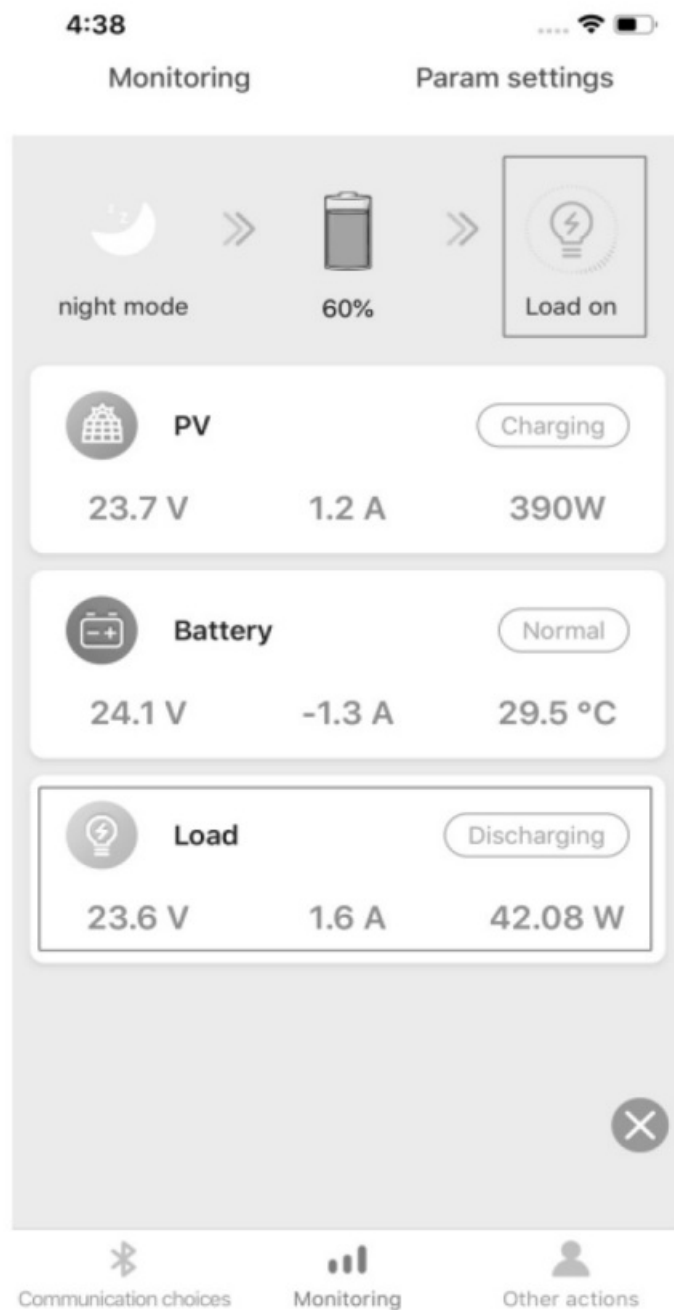 4:38
Monitoring Param settings
night mode 60% Load on
PV Charging
23.7 V 1.2 A 390W
Battery Normal
24.1 V -1.3 A 29.5 °C
Load Discharging
23.6 V 1.6 A 42.08 W
Communication choices Monitoring Other actions